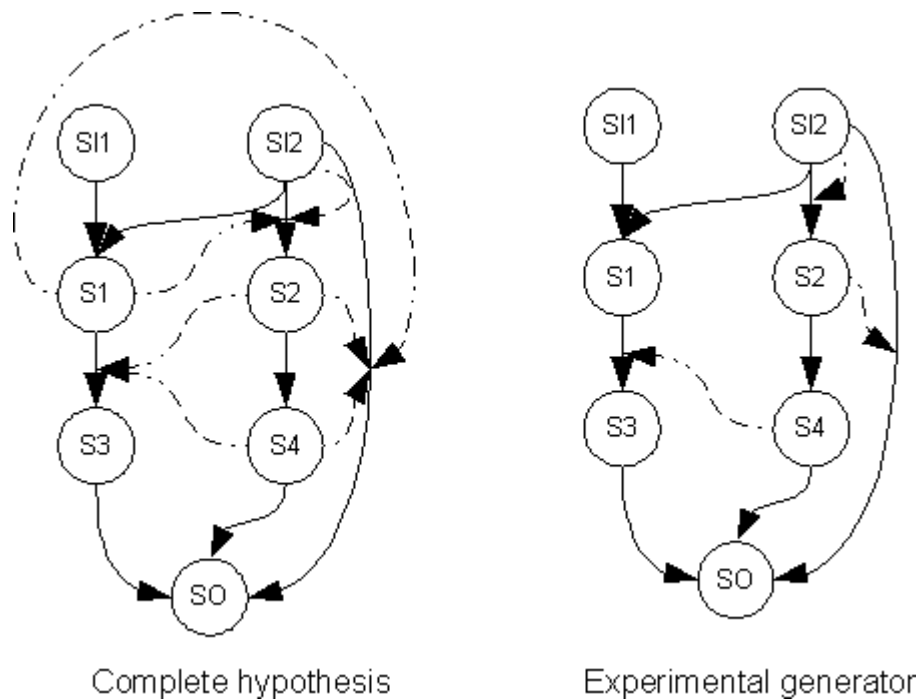 SI1
SI2
SI1
SI2
S1
S2
S1
S2
S3
S4
S3
S4
SO
SO
Complete hypothesis
Experimental generator